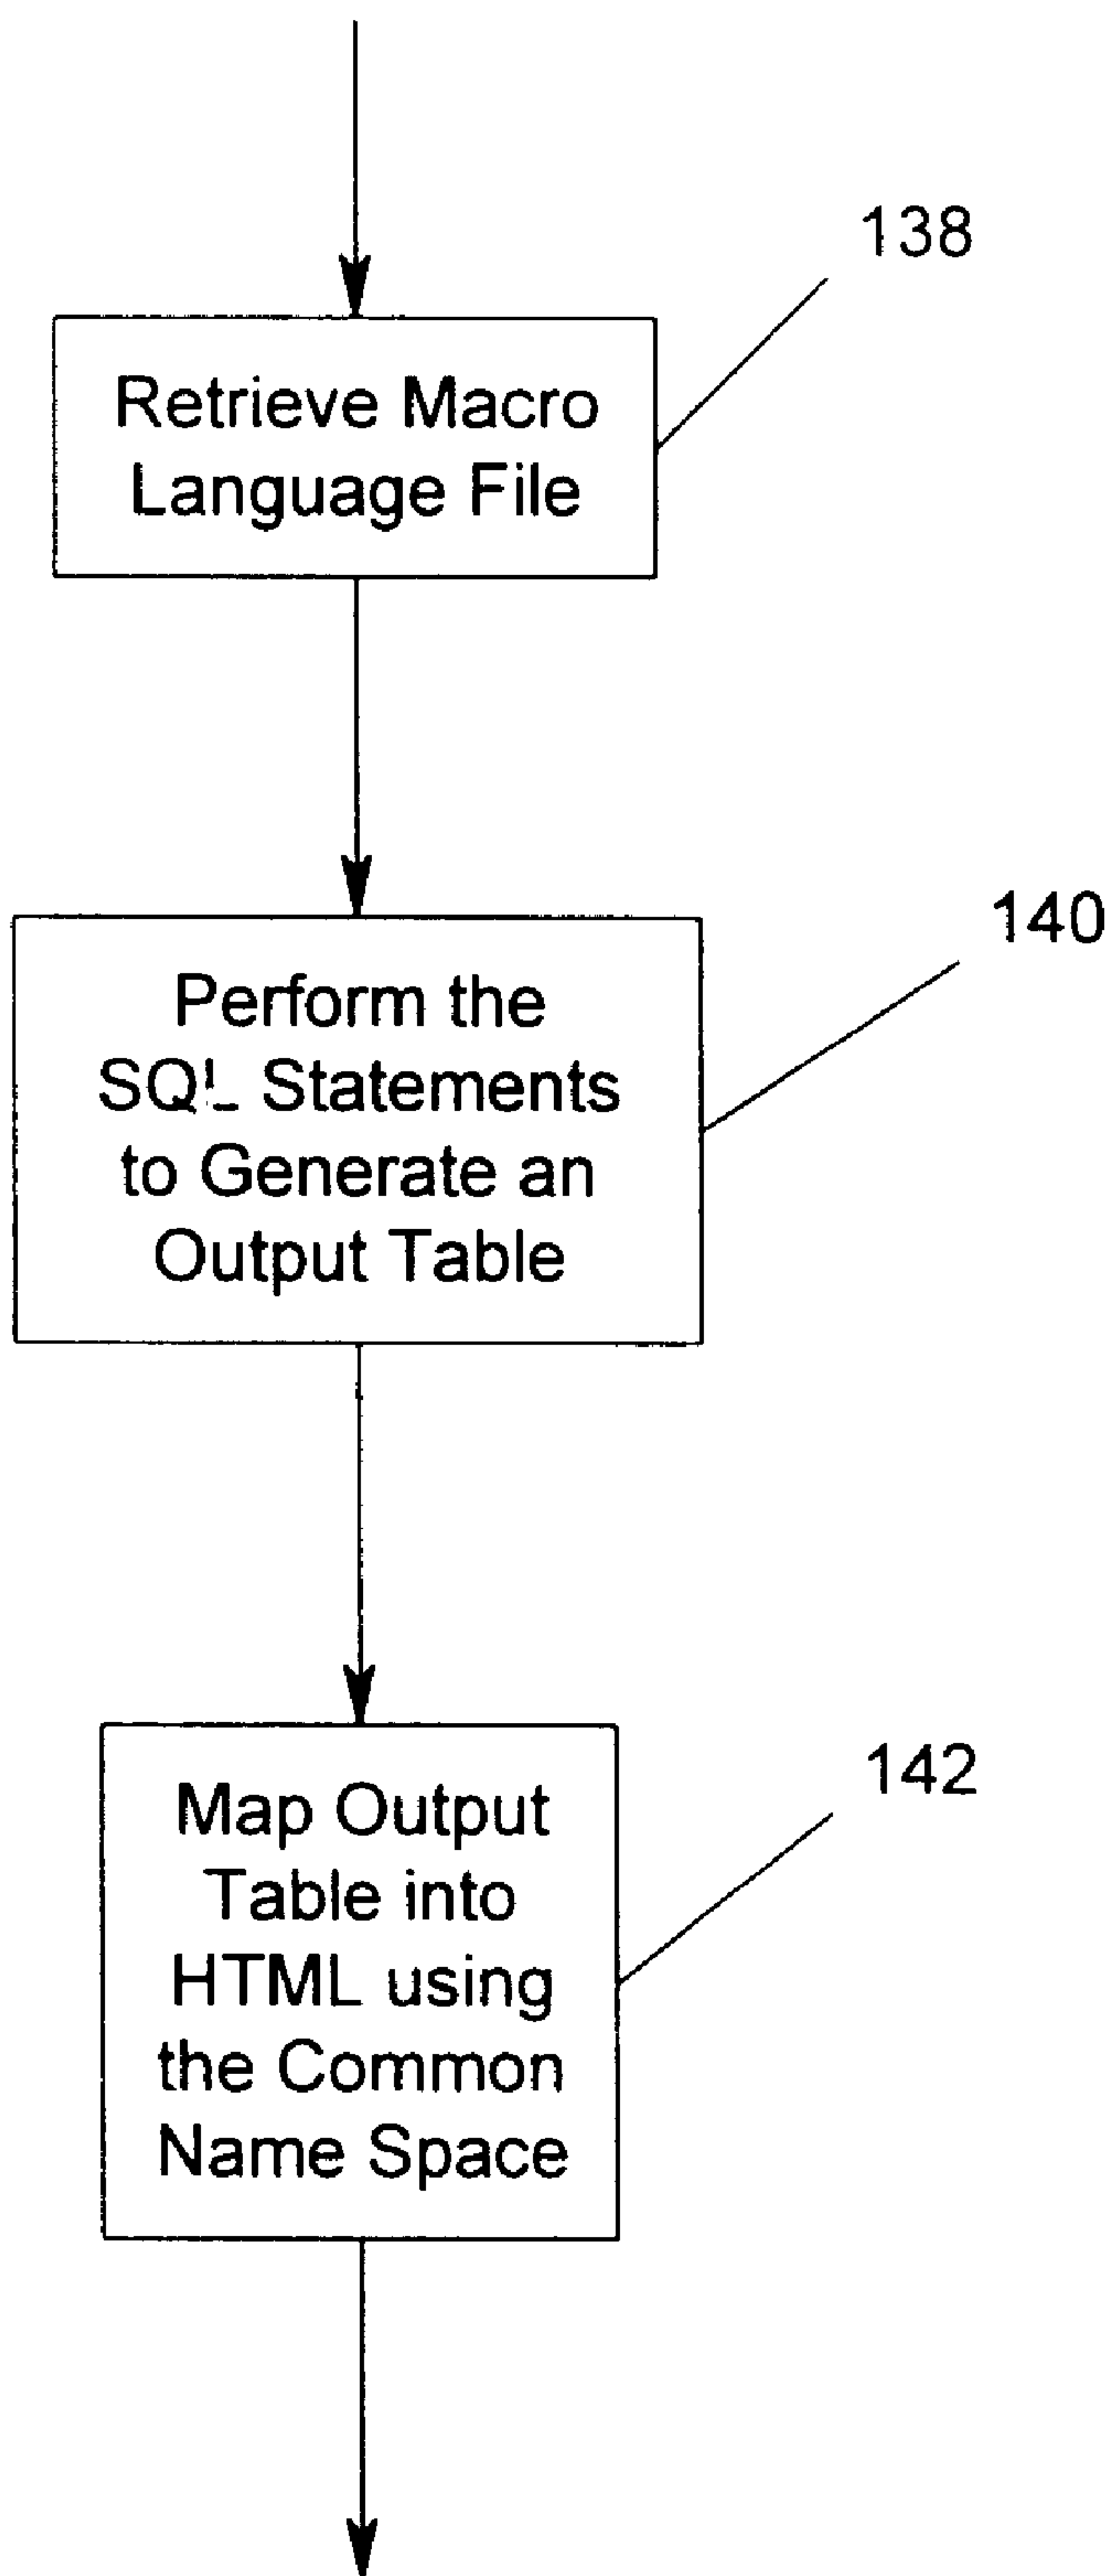 138
Retrieve Macro
Language File
140
Perform the
SQL Statements
to Generate an
Output Table
142
Map Output
Table into
HTML using
the Common
Name Space